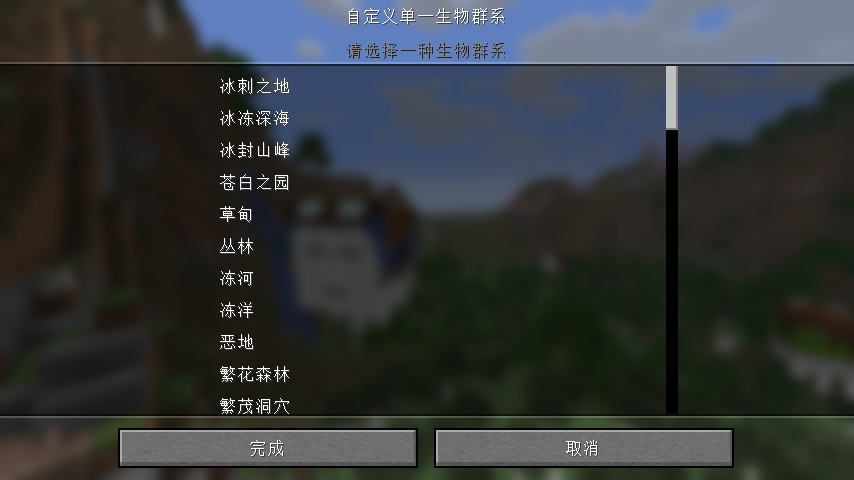 自定义单一生物群系
请选择一种生物群系
冰刺之地
冰冻深海
冰封山峰
苍白之园
草甸
丛林
冻河
冻洋
恶地
繁花森林
繁茂洞穴
完成
取消